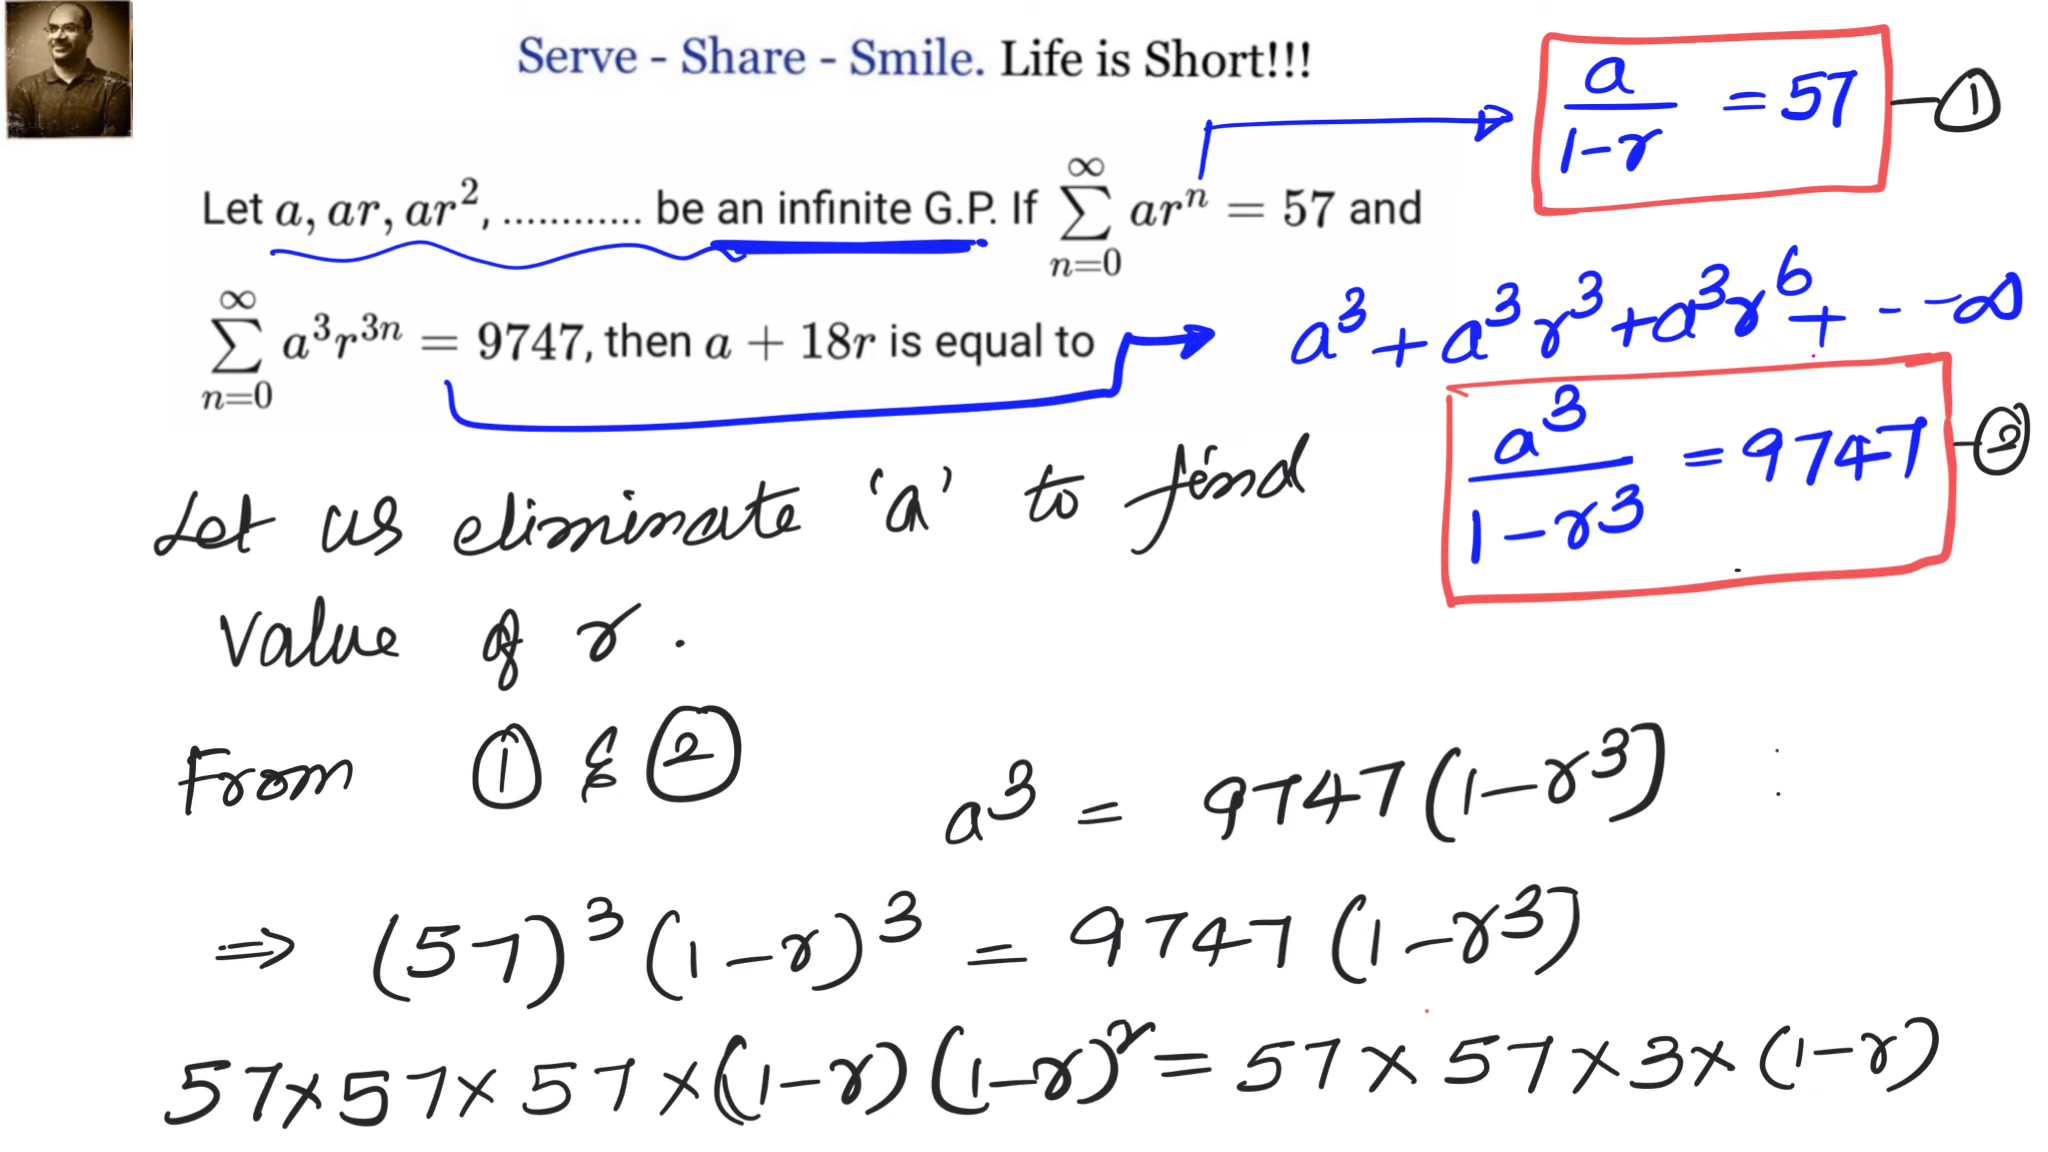 Serve - Share - Smile. Life is Short!!!
a/(1-r) = 57 — ①
Let a, ar, ar², ............ be an infinite G.P. If ∑_{n=0}^{∞} arⁿ = 57 and
∑_{n=0}^{∞} a³r³ⁿ = 9747, then a + 18r is equal to
a³ + a³r³ + a³r⁶ + - - ∞
a³/(1-r³) = 9747 — ②
Let us eliminate 'a' to find
Value of r.
From ① & ②
a³ = 9747(1-r³)
⇒ (57)³(1-r)³ = 9747(1-r³)
57×57×57×(1-r)(1-r)² = 57×57×3×(1-r)